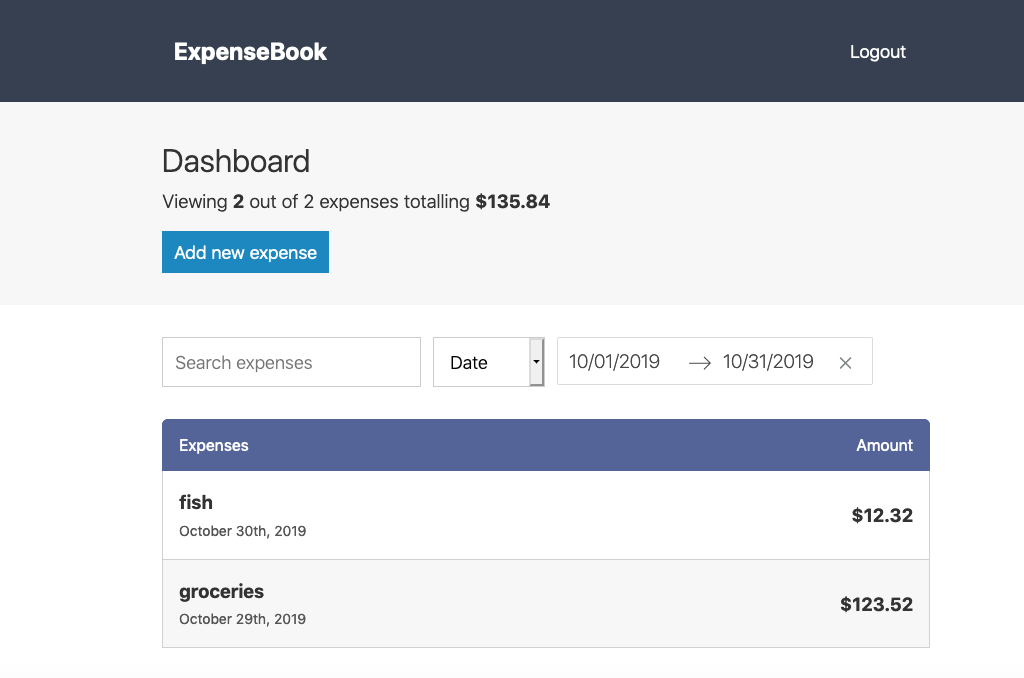 ExpenseBook Logout
Dashboard
Viewing 2 out of 2 expenses totalling $135.84
Add new expense
Search expenses Date 10/01/2019 → 10/31/2019 ×
Expenses Amount
fish
October 30th, 2019
$12.32
groceries
October 29th, 2019
$123.52